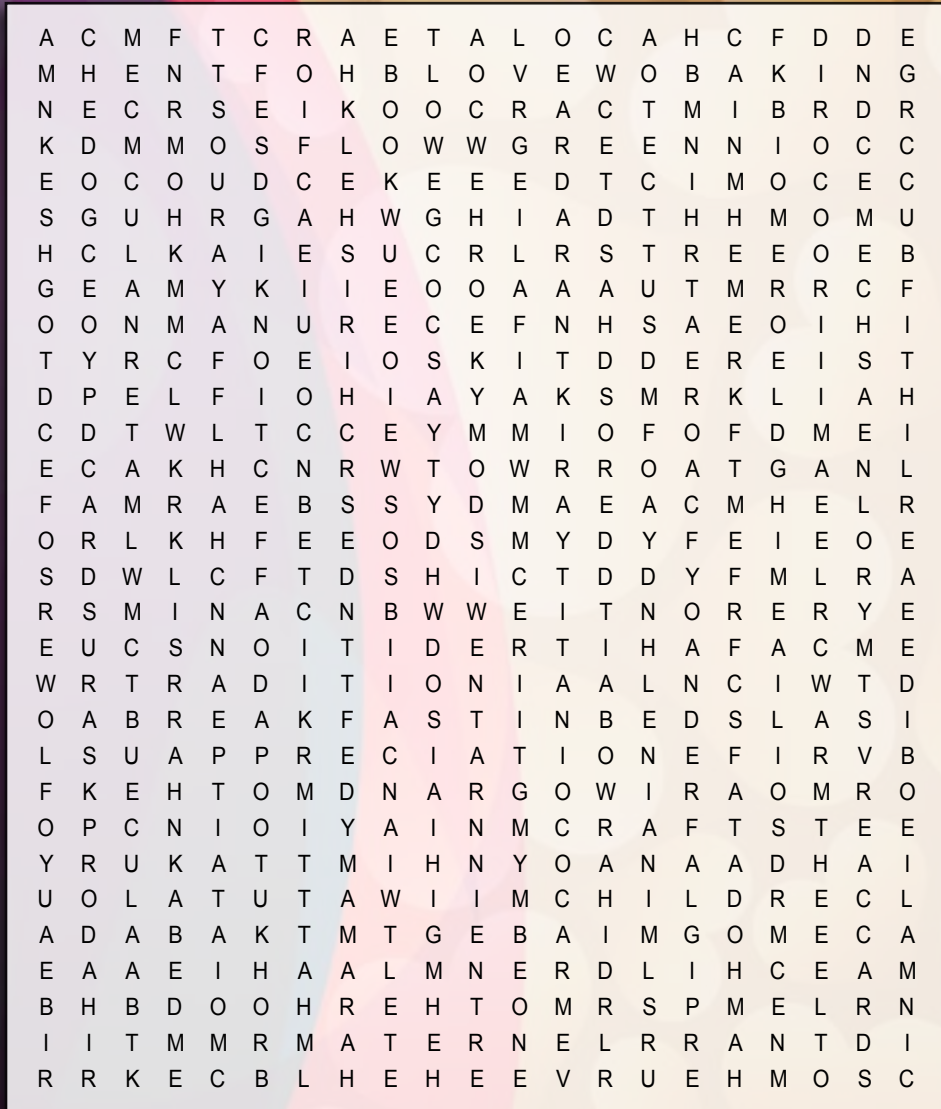 A C M F T C R A E T A L O C A H C F D D E
M H E N T F O H B L O V E W O B A K I N G
N E C R S E I K O O C R A C T M I B R D R
K D M M O S F L O W W G R E E N N I O C C
E O C O U D C E K E E E D T C I M O C E C
S G U H R G A H W G H I A D T H H M O M U
H C L K A I E S U C R L R S T R E E O E B
G E A M Y K I I E O O A A A U T M R R C F
O O N M A N U R E C E F N H S A E O I H I
T Y R C F O E I O S K I T D D E R E I S T
D P E L F I O H I A Y A K S M R K L I A H
C D T W L T C C E Y M M I O F O F D M E I
E C A K H C N R W T O W R R O A T G A N L
F A M R A E B S S Y D M A E A C M H E L R
O R L K H F E E O D S M Y D Y F E I E O E
S D W L C F T D S H I C T D D Y F M L R A
R S M I N A C N B W W E I T N O R E R Y E
E U C S N O I T I D E R T I H A F A C M E
W R T R A D I T I O N I A A L N C I W T D
O A B R E A K F A S T I N B E D S L A S I
L S U A P P R E C I A T I O N E F I R V B
F K E H T O M D N A R G O W I R A O M R O
O P C N I O I Y A I N M C R A F T S T E E
Y R U K A T T M I H N Y O A N A A D H A I
U O L A T U T A W I I M C H I L D R E C L
A D A B A K T M T G E B A I M G O M E C A
E A A E I H A A L M N E R D L I H C E A M
B H B D O O H R E H T O M R S P M E L R N
I I T M M R M A T E R N E L R R A N T D I
R R K E C B L H E H E E V R U E H M O S C